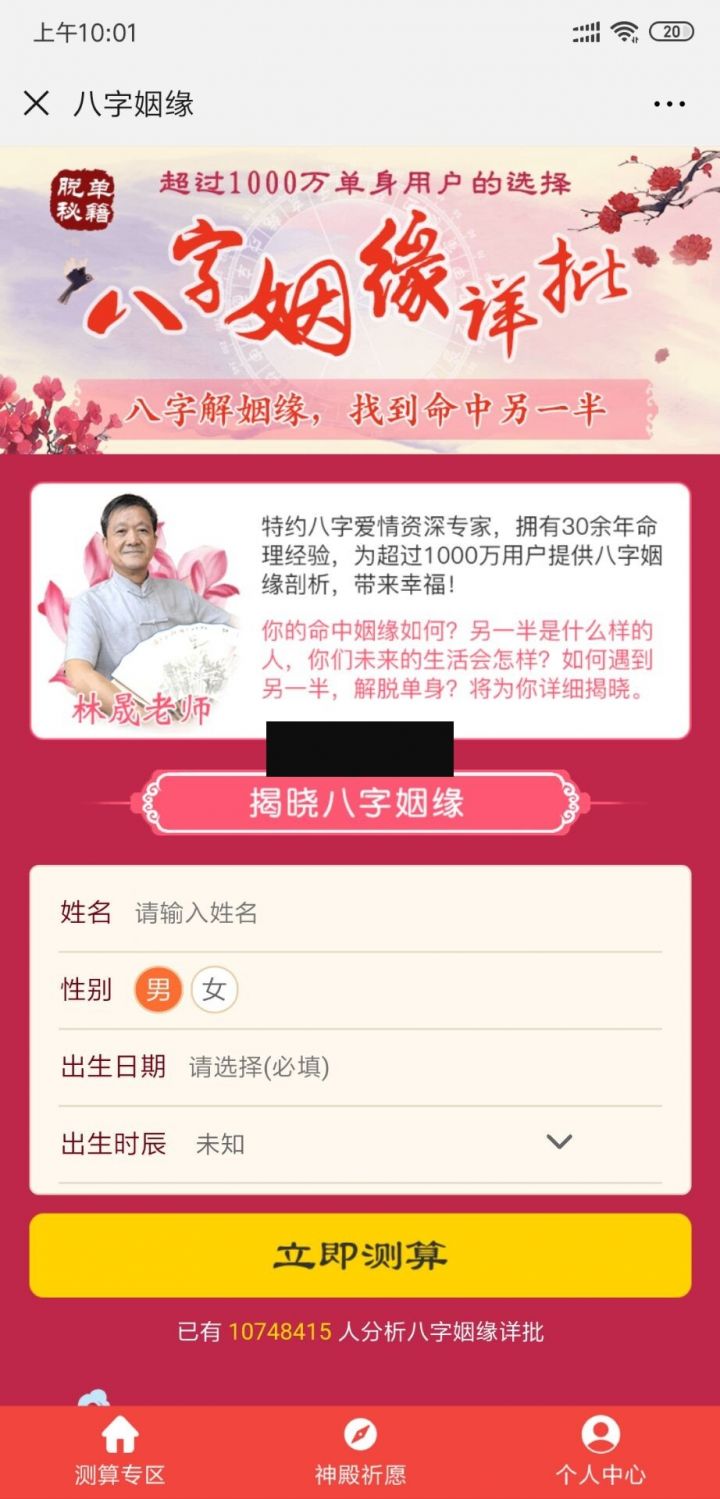 上午10:01
20
八字姻缘
脱单
秘籍
超过1000万单身用户的选择
八字姻缘详批
八字解姻缘，找到命中另一半
特约八字爱情资深专家，拥有30余年命
理经验，为超过1000万用户提供八字姻
缘剖析，带来幸福！
你的命中姻缘如何？另一半是什么样的
人，你们未来的生活会怎样？如何遇到
另一半，解脱单身？将为你详细揭晓。
林晟老师
揭晓八字姻缘
姓名 请输入姓名
性别 男 女
出生日期 请选择(必填)
出生时辰 未知
立即测算
已有 10748415 人分析八字姻缘详批
测算专区 神殿祈愿 个人中心